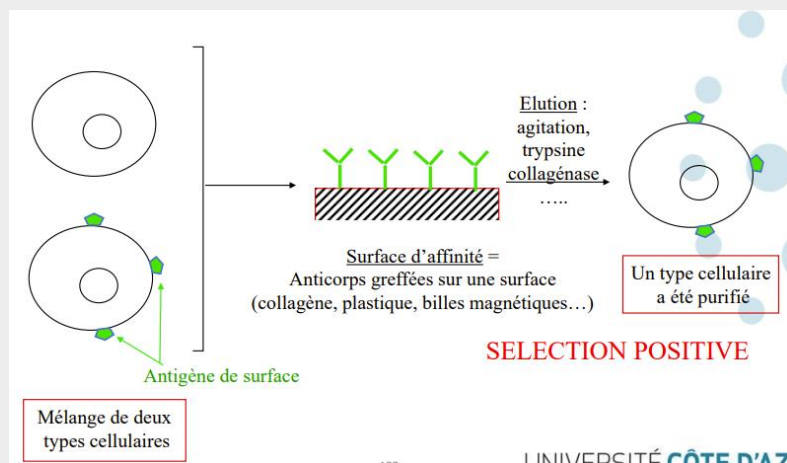 Elution :
agitation,
trypsine
collagénase
…..
Surface d'affinité =
Anticorps greffées sur une surface
(collagène, plastique, billes magnétiques…)
Un type cellulaire
a été purifié
SELECTION POSITIVE
Antigène de surface
Mélange de deux
types cellulaires
UNIVERSITÉ CÔTE D'AZ